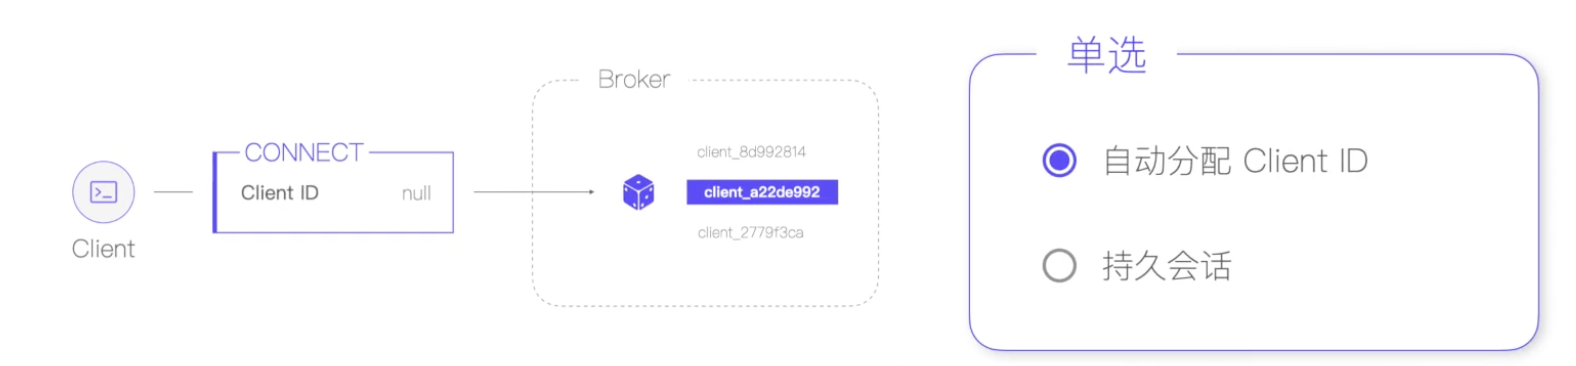 Client
CONNECT
Client ID null
Broker
client_8d992814
client_a22de992
client_2779f3ca
单选
自动分配 Client ID
持久会话